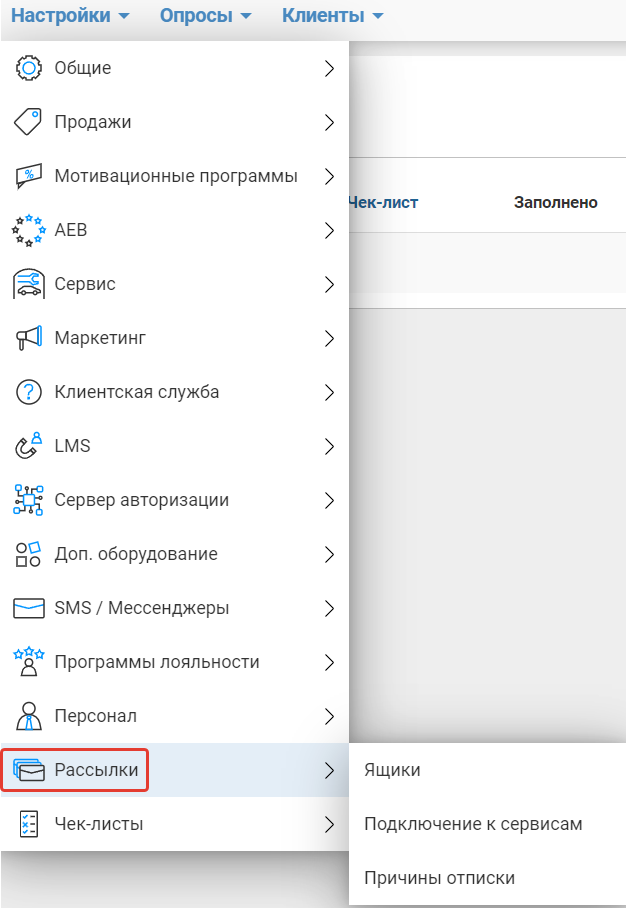 Настройки Опросы Клиенты
Общие
Продажи
Мотивационные программы
Чек-лист Заполнено
АЕВ
Сервис
Маркетинг
Клиентская служба
LMS
Сервер авторизации
Доп. оборудование
SMS / Мессенджеры
Программы лояльности
Персонал
Рассылки
Чек-листы
Ящики
Подключение к сервисам
Причины отписки